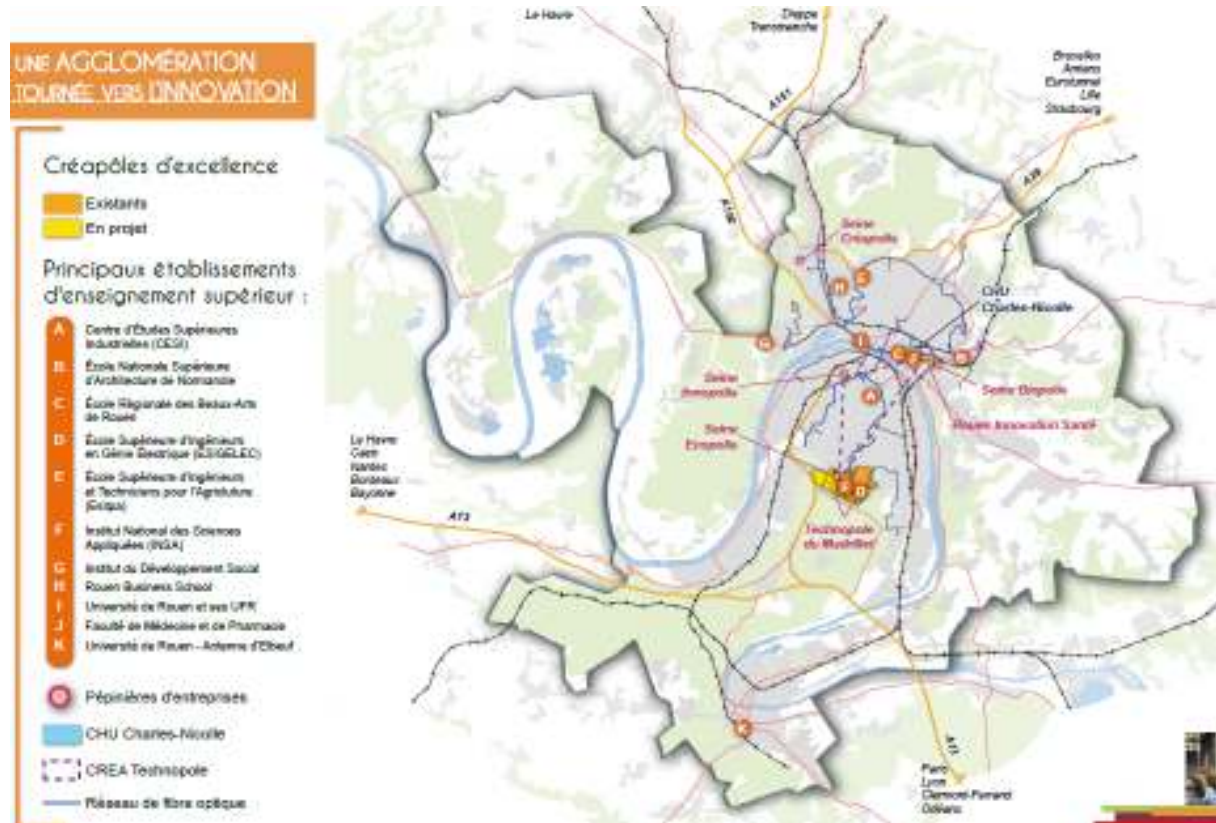 UNE AGGLOMÉRATION
TOURNÉE VERS L'INNOVATION
Créapôles d'excellence
Existants
En projet
Principaux établissements
d'enseignement supérieur :
A Centre d'Études Supérieures
Industrielles (CESI)
B École Nationale Supérieure
d'Architecture de Normandie
C École Régionale des Beaux-Arts
de Rouen
D École Supérieure d'Ingénieurs
en Génie Électrique (ESIGELEC)
E École Supérieure d'Ingénieurs
et Techniciens pour l'Agriculture
(Esitpa)
F Institut National des Sciences
Appliquées (INSA)
G Institut du Développement Social
H Rouen Business School
I Université de Rouen et ses UFR
J Faculté de Médecine et de Pharmacie
K Université de Rouen - Antenne d'Elbeuf
Pépinières d'entreprises
CHU Charles-Nicolle
CREA Technopole
Réseau de fibre optique
Le Havre
Dieppe
Transmanche
Bruxelles
Amiens
Eurotunnel
Lille
Strasbourg
A151
A28
Seine
Créapolis
H
E
CHU
Charles-Nicolle
G
I
B
Seine
A
Seine Biopolis
Rouen Innovation Santé
Seine
Ecopolis
D
Technopole
du Madrillet
Le Havre
Caen
Nantes
Bordeaux
Bayonne
A13
K
Paris
Lyon
Clermont-Ferrand
Orléans